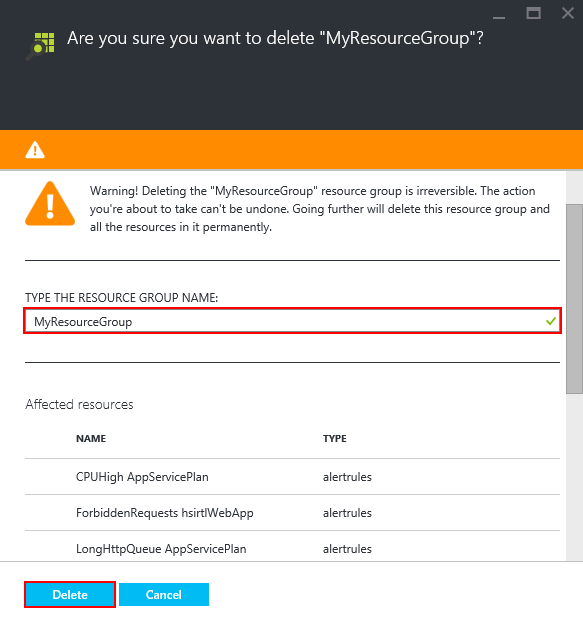 Are you sure you want to delete "MyResourceGroup"?
Warning! Deleting the "MyResourceGroup" resource group is irreversible. The action
you're about to take can't be undone. Going further will delete this resource group and
all the resources in it permanently.
TYPE THE RESOURCE GROUP NAME:
MyResourceGroup
Affected resources
NAME TYPE
CPUHigh AppServicePlan alertrules
ForbiddenRequests hsirtlWebApp alertrules
LongHttpQueue AppServicePlan alertrules
Delete Cancel